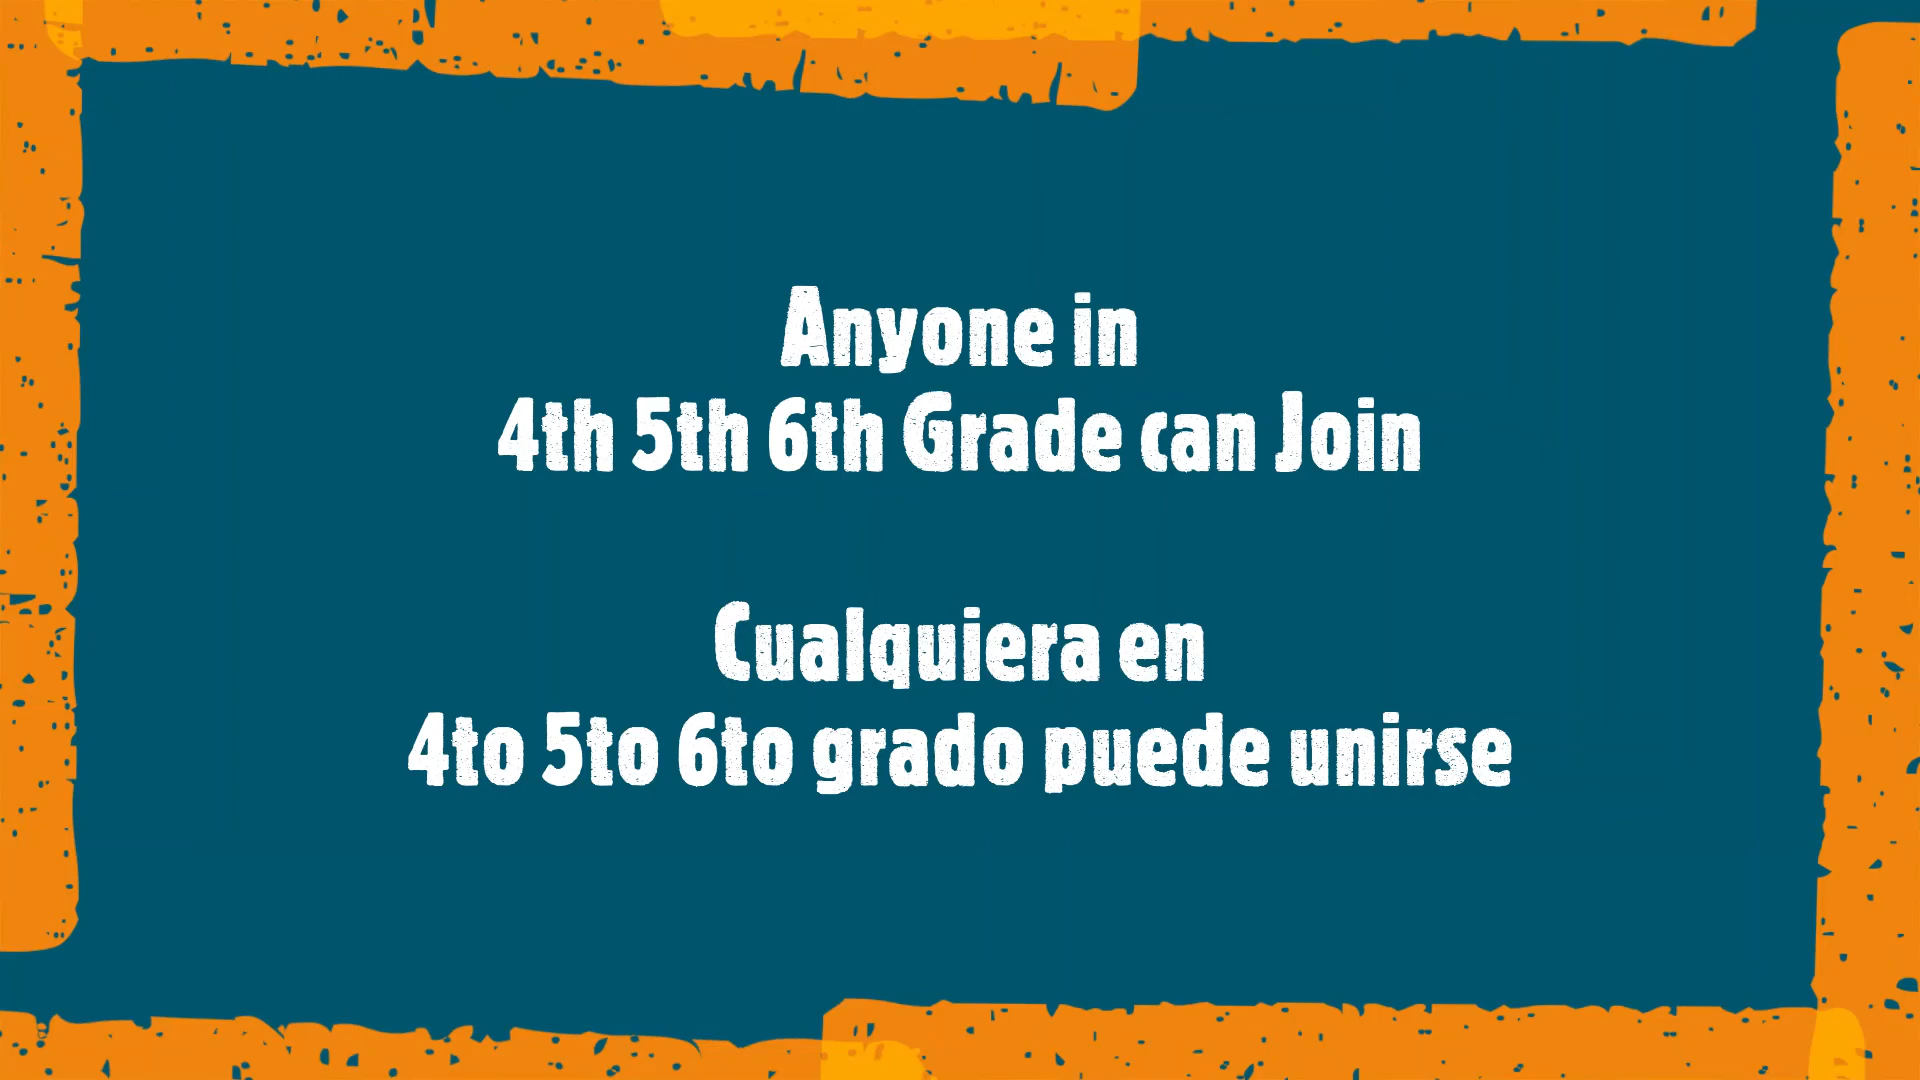 Anyone in
4th 5th 6th Grade can Join
Cualquiera en
4to 5to 6to grado puede unirse